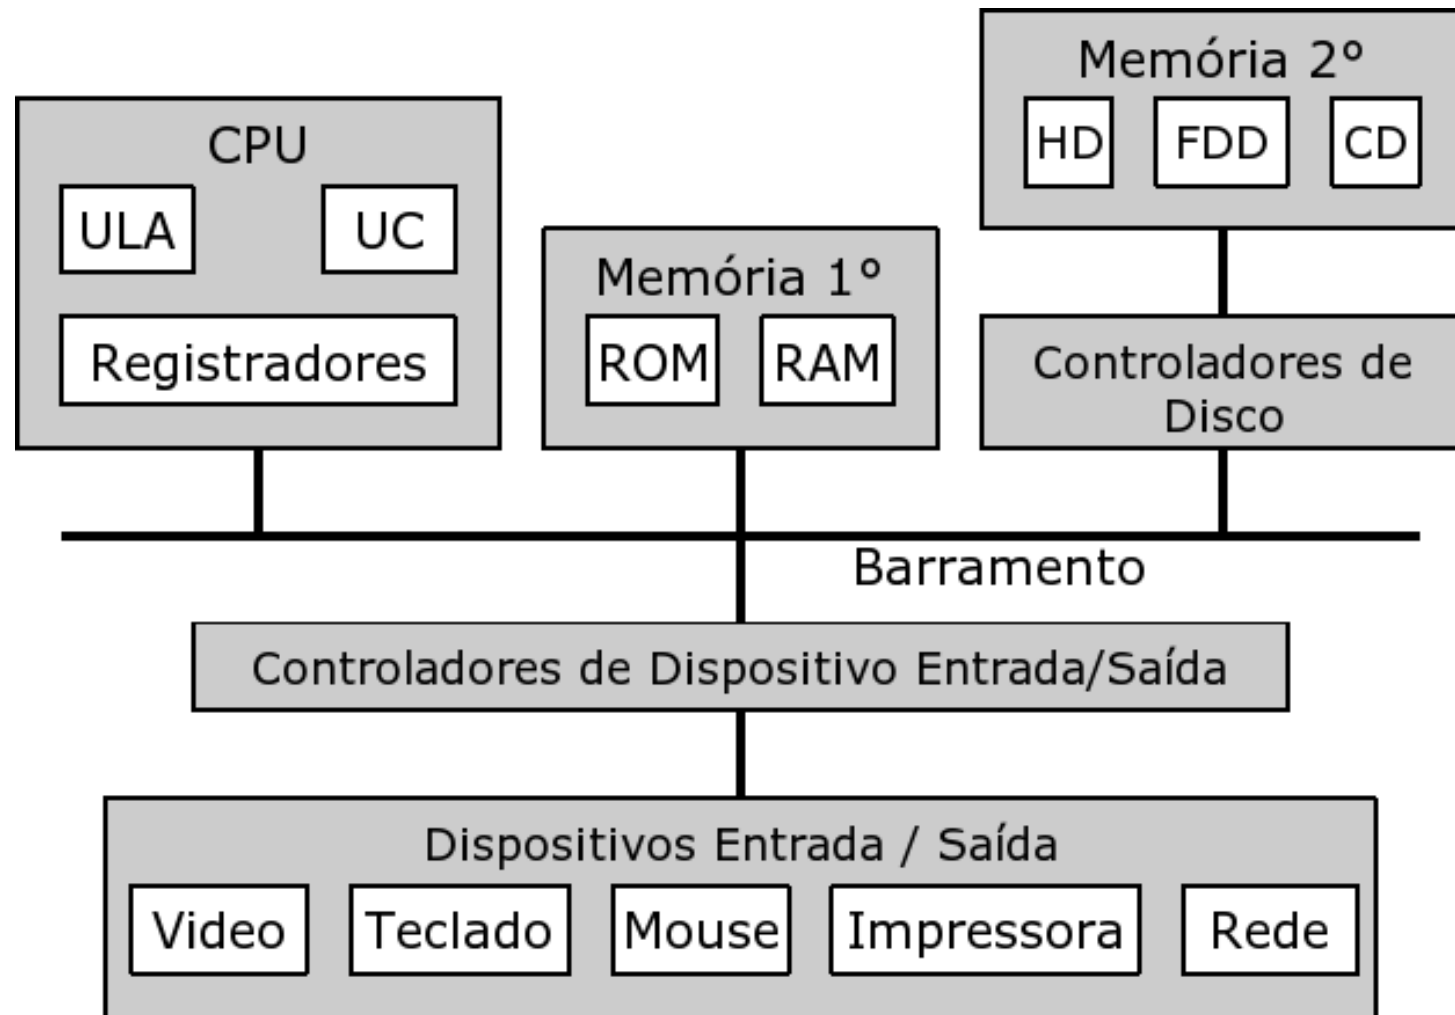 Memória 2º
HD FDD CD
CPU
ULA UC
Registradores
Memória 1º
ROM RAM
Controladores de
Disco
Barramento
Controladores de Dispositivo Entrada/Saída
Dispositivos Entrada / Saída
Video Teclado Mouse Impressora Rede